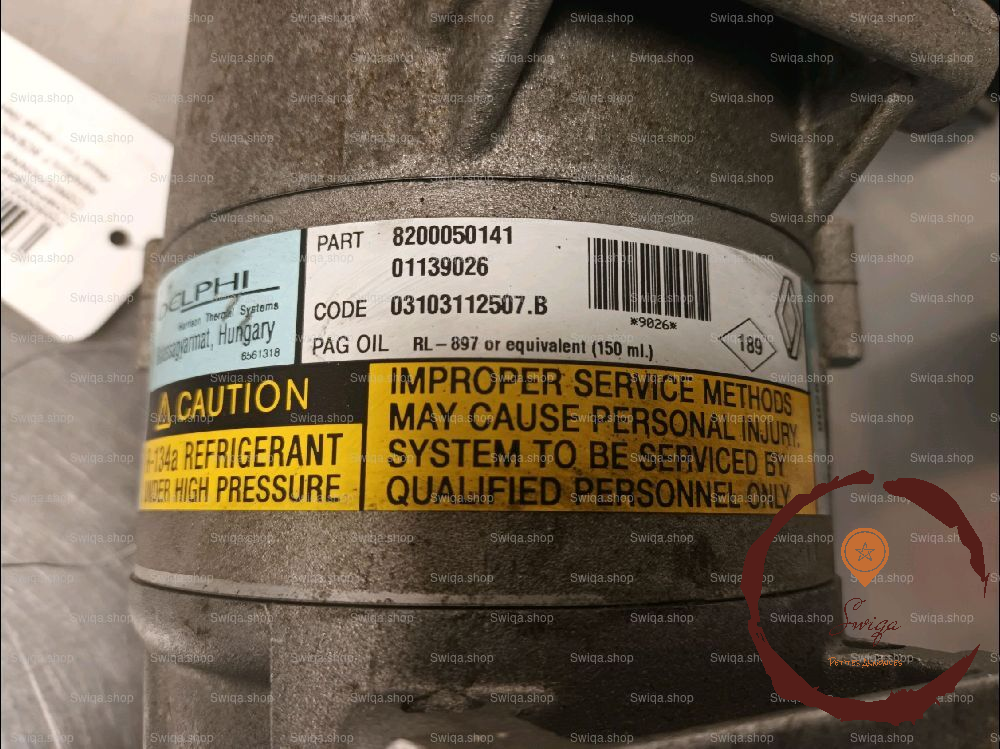 DELPHI
Harrison Thermal Systems
Hungary
6561318
PART 8200050141
01139026
CODE 03103112507.B
PAG OIL RL-897 or equivalent (150 ml.)
*9026*
189
CAUTION
R-134a REFRIGERANT
UNDER HIGH PRESSURE
IMPROPER SERVICE METHODS
MAY CAUSE PERSONAL INJURY.
SYSTEM TO BE SERVICED BY
QUALIFIED PERSONNEL ONLY
Swiqa.shop
Swiqa